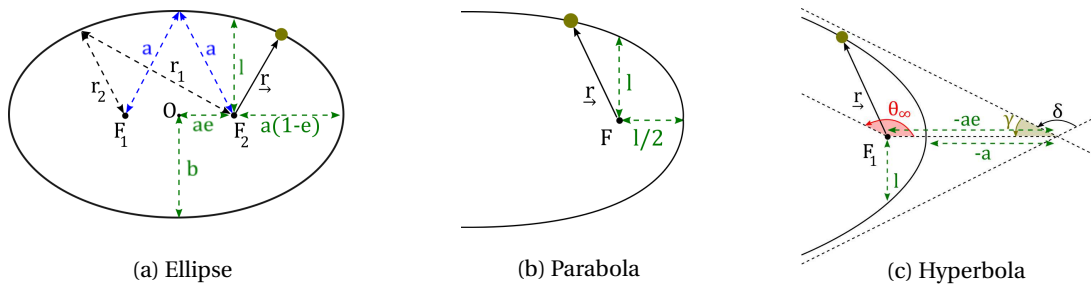 a
a
r₁
r₂
l
r
O
ae
F₁
F₂
a(1-e)
b
(a) Ellipse
r
l
F
l/2
(b) Parabola
r
θ∞
γ
δ
-ae
-a
F₁
l
(c) Hyperbola